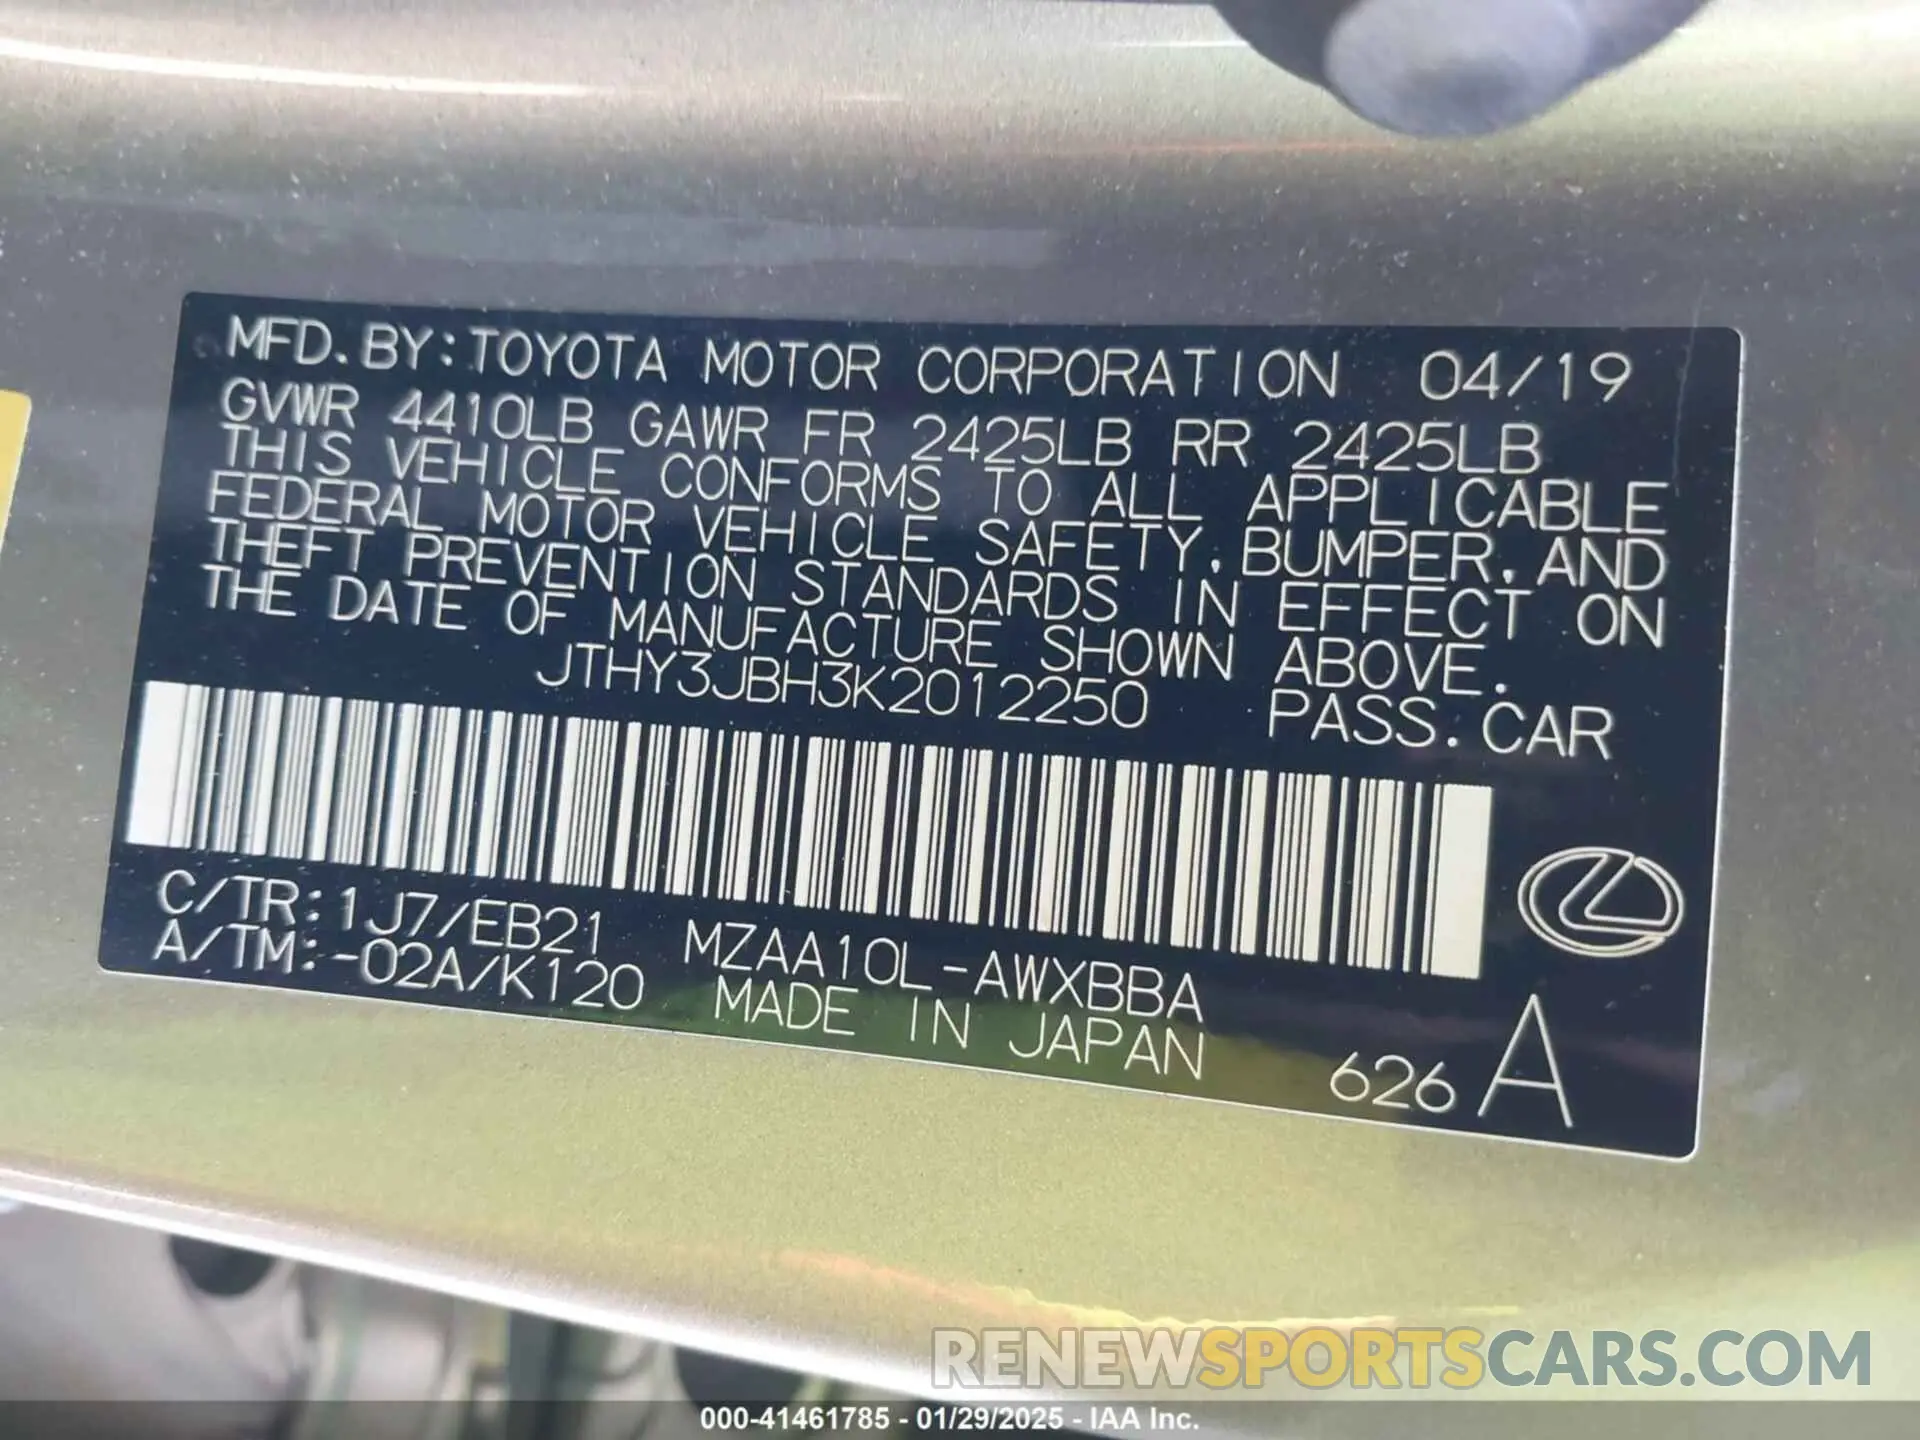 MFD. BY: TOYOTA MOTOR CORPORATION 04/19
GVWR 4410LB GAWR FR 2425LB RR 2425LB
THIS VEHICLE CONFORMS TO ALL APPLICABLE
FEDERAL MOTOR VEHICLE SAFETY, BUMPER, AND
THEFT PREVENTION STANDARDS IN EFFECT ON
THE DATE OF MANUFACTURE SHOWN ABOVE.
JTHY3JBH3K2012250 PASS. CAR
C/TR: 1J7/EB21 MZAA10L-AWXBBA
A/TM: -02A/K120 MADE IN JAPAN
626 A
RENEWSPORTSCARS.COM
000-41461785 - 01/29/2025 - IAA Inc.